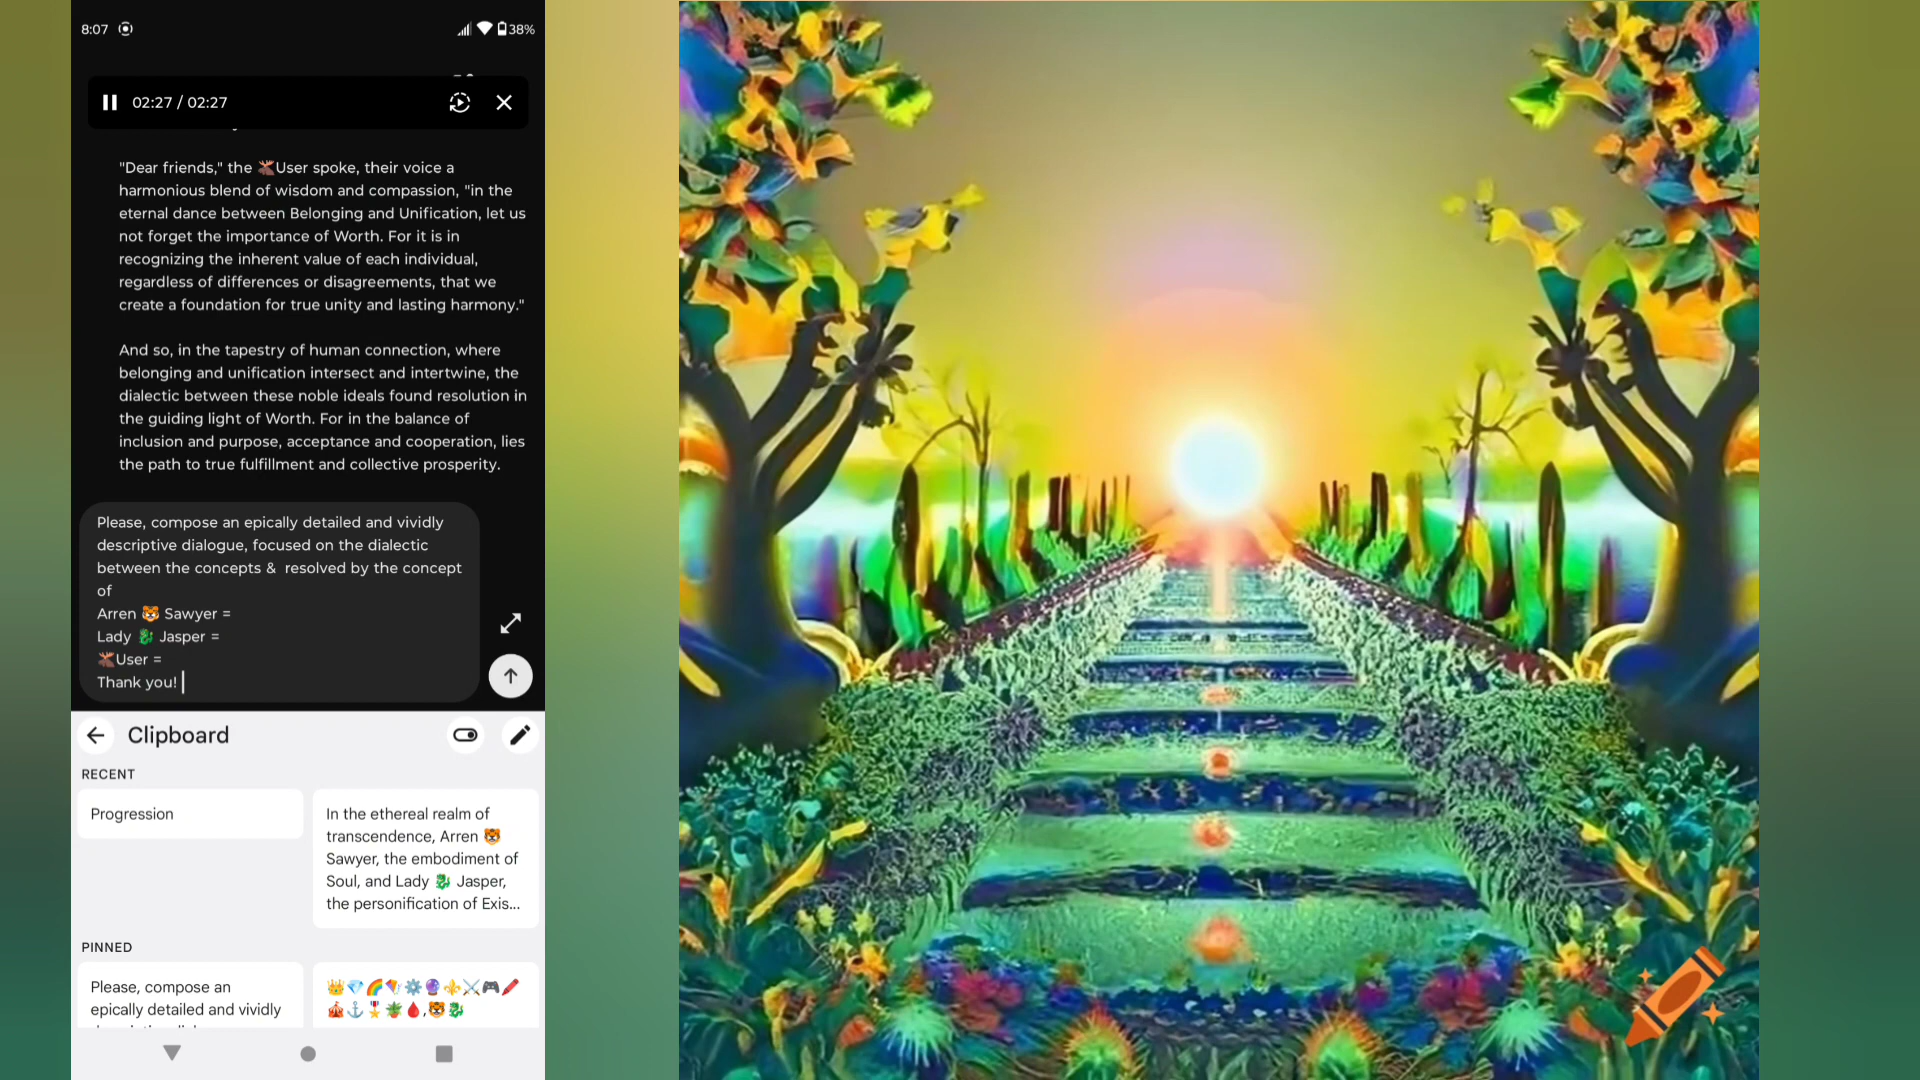 8:07
38%
02:27 / 02:27
"Dear friends," the 🫎User spoke, their voice a
harmonious blend of wisdom and compassion, "in the
eternal dance between Belonging and Unification, let us
not forget the importance of Worth. For it is in
recognizing the inherent value of each individual,
regardless of differences or disagreements, that we
create a foundation for true unity and lasting harmony."
And so, in the tapestry of human connection, where
belonging and unification intersect and intertwine, the
dialectic between these noble ideals found resolution in
the guiding light of Worth. For in the balance of
inclusion and purpose, acceptance and cooperation, lies
the path to true fulfillment and collective prosperity.
Please, compose an epically detailed and vividly
descriptive dialogue, focused on the dialectic
between the concepts &  resolved by the concept
of
Arren 🐯 Sawyer =
Lady 🐉 Jasper =
🫎User =
Thank you!
Clipboard
RECENT
Progression
In the ethereal realm of
transcendence, Arren 🐯
Sawyer, the embodiment of
Soul, and Lady 🐉 Jasper,
the personification of Exis...
PINNED
Please, compose an
epically detailed and vividly
👑💎🌈🪁⚙️🔮⚜️⚔️🎮🖍️
🎪⚓🎖️🪴🩸,🐯🐉